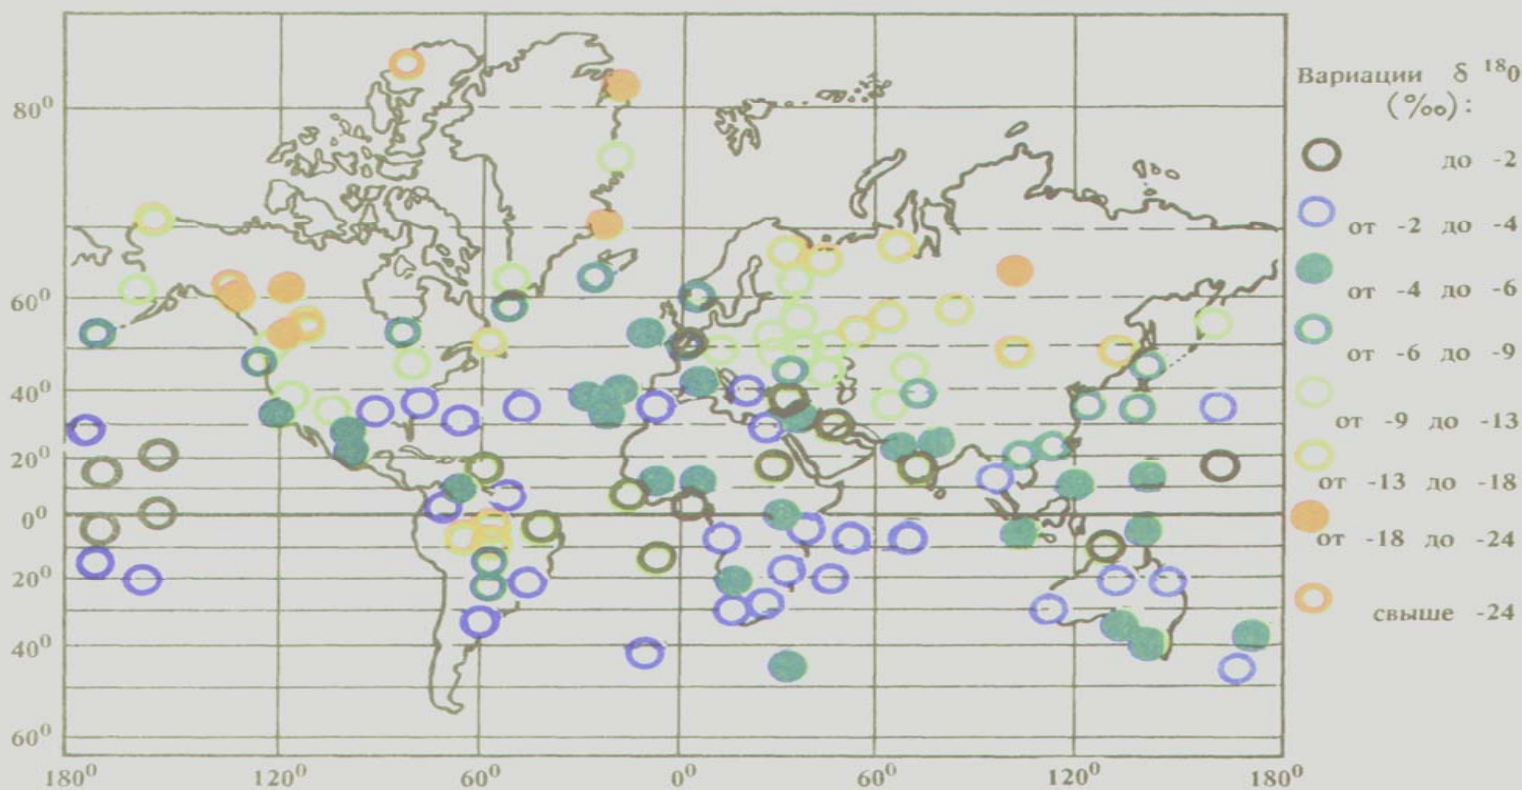 Вариации δ ¹⁸0
(‰):
до -2
от -2 до -4
от -4 до -6
от -6 до -9
от -9 до -13
от -13 до -18
от -18 до -24
свыше -24
80⁰
60⁰
40⁰
20⁰
0⁰
20⁰
40⁰
60⁰
180⁰ 120⁰ 60⁰ 0⁰ 60⁰ 120⁰ 180⁰